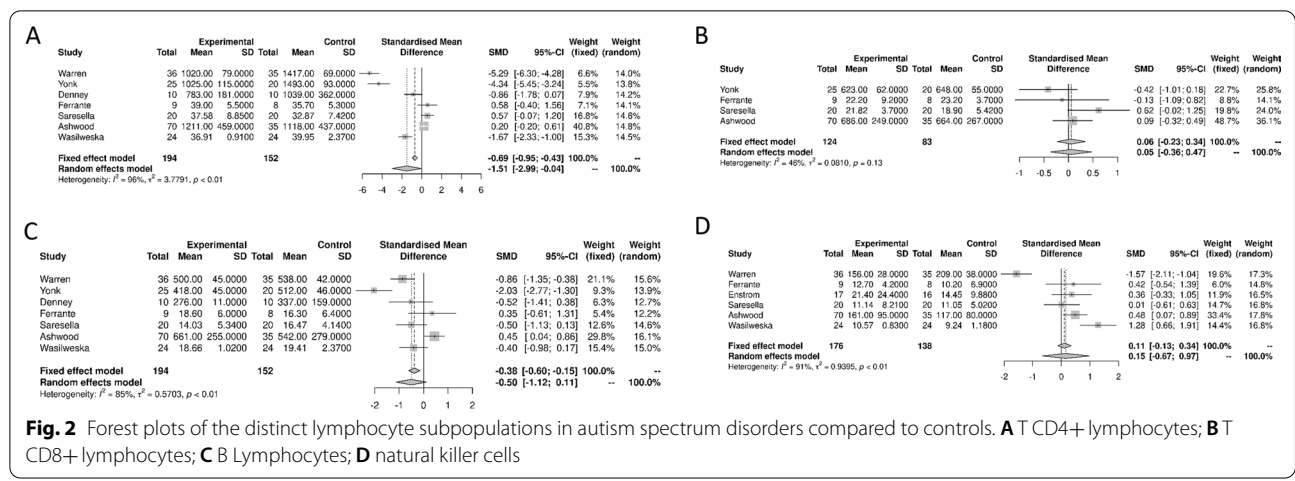 A
Experimental Control Standardised Mean Weight Weight
Study Total Mean SD Total Mean SD Difference SMD 95%-CI (fixed) (random)
Warren 36 1020.00 79.0000 35 1417.00 69.0000 -5.29 [-6.30; -4.28] 6.6% 14.0%
Yonk 25 1025.00 115.0000 20 1493.00 93.0000 -4.34 [-5.45; -3.24] 5.5% 13.8%
Denney 10 783.00 181.0000 10 1039.00 362.0000 -0.86 [-1.78; 0.07] 7.9% 14.2%
Ferrante 9 39.00 5.5000 8 35.70 5.3000 0.58 [-0.40; 1.56] 7.1% 14.1%
Saresella 20 37.58 8.8500 20 32.87 7.4200 0.57 [-0.07; 1.20] 16.8% 14.5%
Ashwood 70 1211.00 459.0000 35 1118.00 437.0000 0.20 [-0.20; 0.61] 40.8% 14.6%
Wasilweska 24 36.91 0.9100 24 39.95 2.3700 -1.67 [-2.33; -1.00] 15.3% 14.5%
Fixed effect model 194 152 -0.69 [-0.95; -0.43] 100.0% --
Random effects model -1.51 [-2.99; -0.04] -- 100.0%
Heterogeneity: I² = 96%, τ² = 3.7791, p < 0.01
-6 -4 -2 0 2 4 6
B
Experimental Control Standardised Mean Weight Weight
Study Total Mean SD Total Mean SD Difference SMD 95%-CI (fixed) (random)
Yonk 25 623.00 62.0000 20 648.00 55.0000 -0.42 [-1.01; 0.18] 22.7% 25.8%
Ferrante 9 22.20 9.2000 8 23.20 3.7000 -0.13 [-1.09; 0.82] 8.8% 14.1%
Saresella 20 21.82 3.7000 20 18.90 5.4200 0.62 [-0.02; 1.25] 19.8% 24.0%
Ashwood 70 686.00 249.0000 35 664.00 267.0000 0.09 [-0.32; 0.49] 48.7% 36.1%
Fixed effect model 124 83 0.06 [-0.23; 0.34] 100.0% --
Random effects model 0.05 [-0.36; 0.47] -- 100.0%
Heterogeneity: I² = 46%, τ² = 0.0810, p = 0.13
-1 -0.5 0 0.5 1
C
Experimental Control Standardised Mean Weight Weight
Study Total Mean SD Total Mean SD Difference SMD 95%-CI (fixed) (random)
Warren 36 500.00 45.0000 35 538.00 42.0000 -0.86 [-1.35; -0.38] 21.1% 15.6%
Yonk 25 418.00 45.0000 20 512.00 46.0000 -2.03 [-2.77; -1.30] 9.3% 13.9%
Denney 10 276.00 11.0000 10 337.00 159.0000 -0.52 [-1.41; 0.38] 6.3% 12.7%
Ferrante 9 18.60 6.0000 8 16.30 6.4000 0.35 [-0.61; 1.31] 5.4% 12.2%
Saresella 20 14.03 5.3400 20 16.47 4.1400 -0.50 [-1.13; 0.13] 12.6% 14.8%
Ashwood 70 661.00 255.0000 35 542.00 279.0000 0.45 [0.04; 0.86] 29.8% 16.1%
Wasilweska 24 18.66 1.0200 24 19.41 2.3700 -0.40 [-0.98; 0.17] 15.4% 15.0%
Fixed effect model 194 152 -0.38 [-0.60; -0.15] 100.0% --
Random effects model -0.50 [-1.12; 0.11] -- 100.0%
Heterogeneity: I² = 85%, τ² = 0.5703, p < 0.01
-2 -1 0 1 2
D
Experimental Control Standardised Mean Weight Weight
Study Total Mean SD Total Mean SD Difference SMD 95%-CI (fixed) (random)
Warren 36 156.00 28.0000 35 209.00 38.0000 -1.57 [-2.11; -1.04] 19.6% 17.3%
Ferrante 9 12.70 4.2000 8 10.20 6.9000 0.42 [-0.54; 1.39] 6.0% 14.8%
Enstrom 17 21.40 24.4000 16 14.45 9.8800 0.36 [-0.33; 1.05] 11.9% 16.5%
Saresella 20 11.14 8.2100 20 11.05 5.0200 0.01 [-0.61; 0.63] 14.7% 16.8%
Ashwood 70 161.00 95.0000 35 117.00 80.0000 0.48 [0.07; 0.89] 33.4% 17.8%
Wasilweska 24 10.57 0.8300 24 9.24 1.1800 1.28 [0.66; 1.91] 14.4% 16.8%
Fixed effect model 176 138 0.11 [-0.13; 0.34] 100.0% --
Random effects model 0.15 [-0.67; 0.97] -- 100.0%
Heterogeneity: I² = 91%, τ² = 0.9395, p < 0.01
-2 -1 0 1 2
Fig. 2 Forest plots of the distinct lymphocyte subpopulations in autism spectrum disorders compared to controls. A T CD4+ lymphocytes; B T
CD8+ lymphocytes; C B Lymphocytes; D natural killer cells